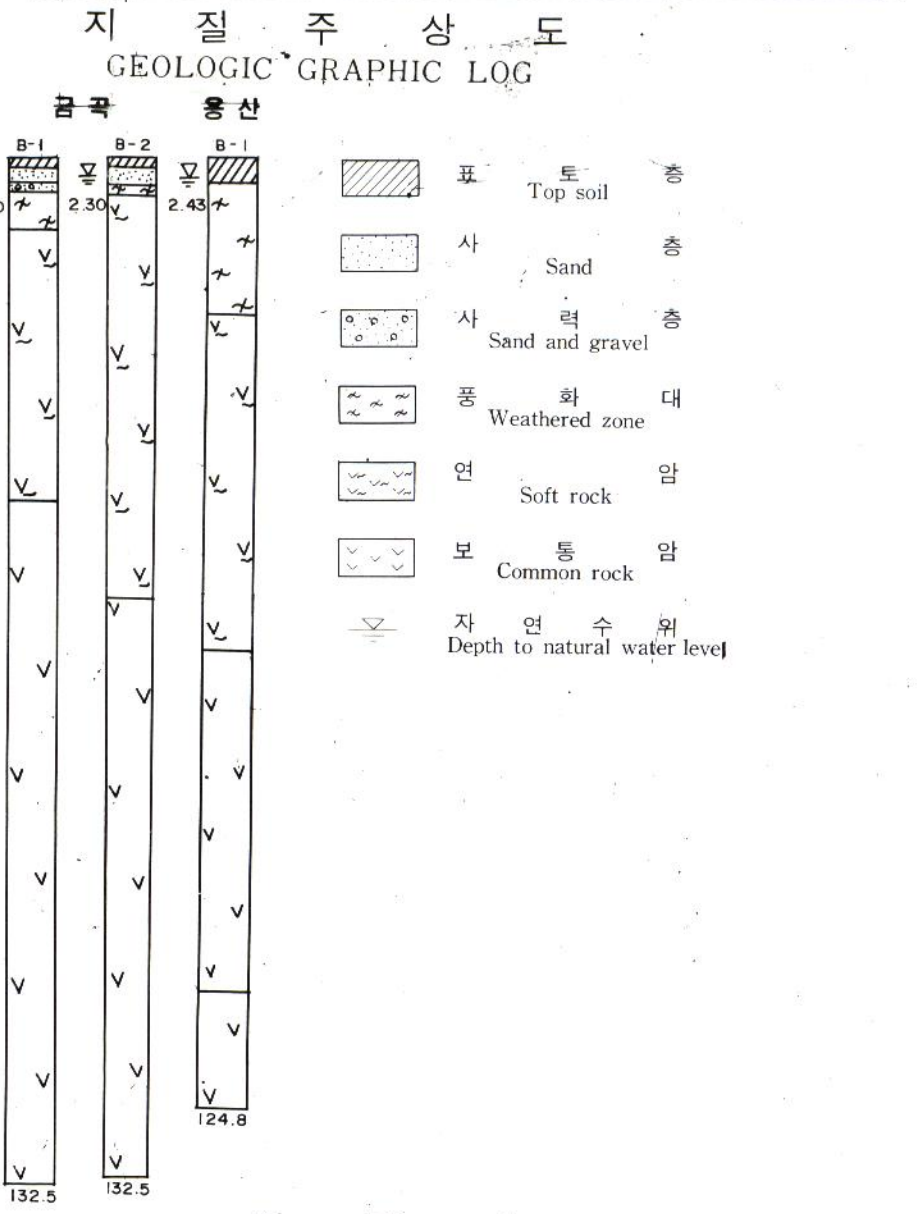 지 질 주 상 도
GEOLOGIC GRAPHIC LOG
금곡 용산
B-1 B-2 B-1
2.30 2.43
표 토 층
Top soil
사 층
Sand
사 력 층
Sand and gravel
풍 화 대
Weathered zone
연 암
Soft rock
보 통 암
Common rock
자 연 수 위
Depth to natural water level
124.8
132.5 132.5